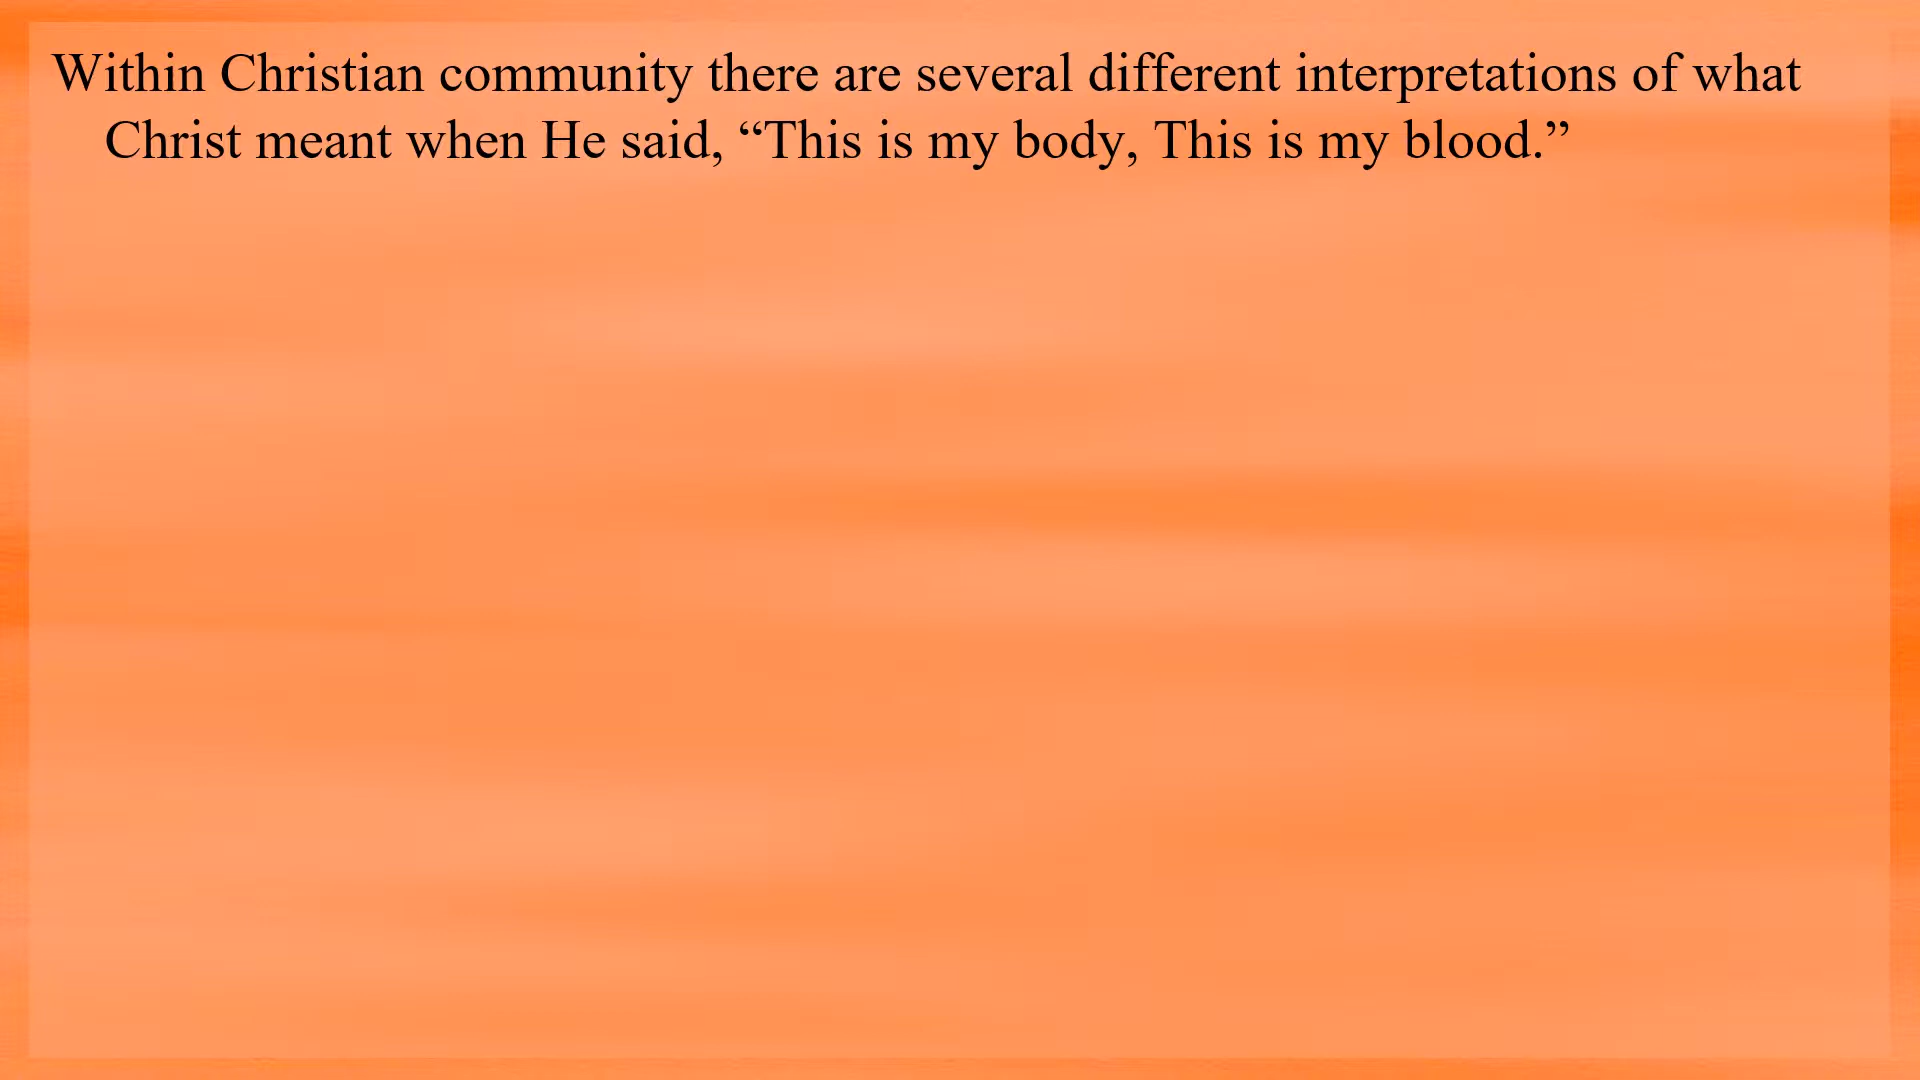 Within Christian community there are several different interpretations of what
Christ meant when He said, “This is my body, This is my blood.”